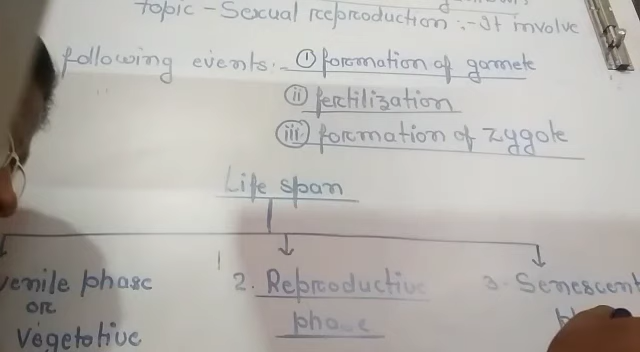 topic - Sexual reproduction :- It involve
following events:- (i) formation of gamete
(ii) fertilization
(iii) formation of zygote
Life span
venile phase 2. Reproductive 3. Senescent
or phase
Vegetative